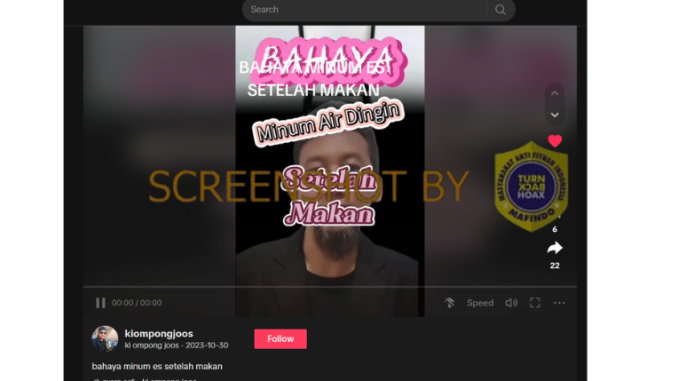 Search
BAHAYA
BAHAYA MINUM ES
SETELAH MAKAN
Minum Air Dingin
Setelah
Makan
SCREENSHOT BY
MASYARAKAT ANTI FITNAH INDONESIA
TURN
BACK
HOAX
MAFINDO
6
22
00:00 / 00:00
Speed
kiompongjoos
ki ompong joos · 2023-10-30
Follow
bahaya minum es setelah makan